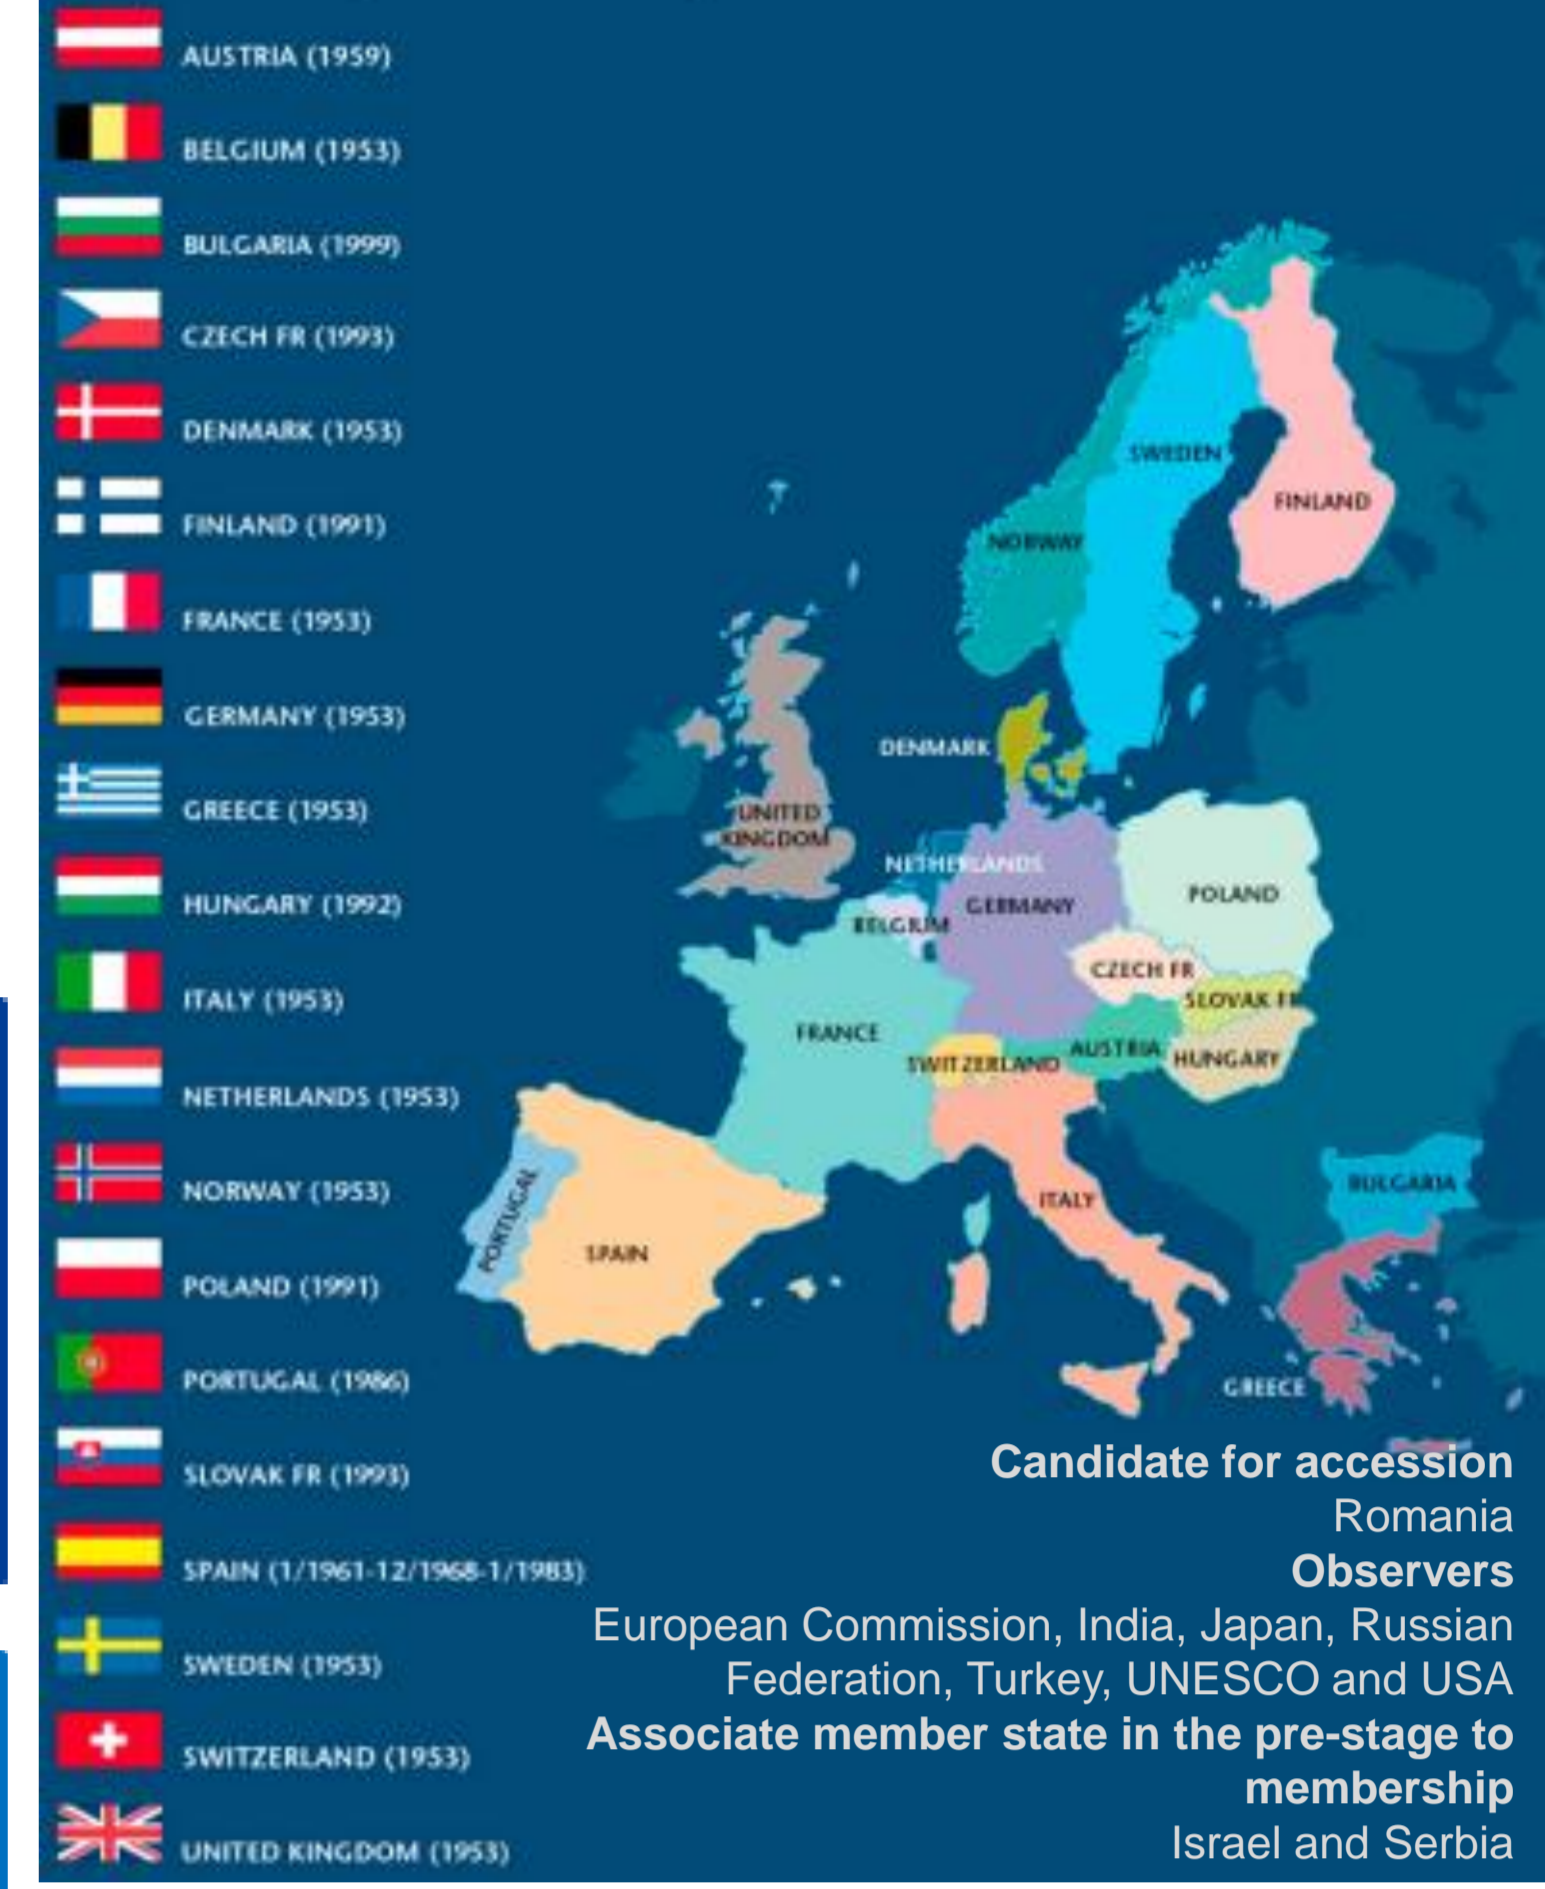 AUSTRIA (1959)
BELGIUM (1953)
BULGARIA (1999)
CZECH FR (1993)
DENMARK (1953)
FINLAND (1991)
FRANCE (1953)
GERMANY (1953)
GREECE (1953)
HUNGARY (1992)
ITALY (1953)
NETHERLANDS (1953)
NORWAY (1953)
POLAND (1991)
PORTUGAL (1986)
SLOVAK FR (1993)
SPAIN (1/1961-12/1968-1/1983)
SWEDEN (1953)
SWITZERLAND (1953)
UNITED KINGDOM (1953)
SWEDEN
FINLAND
NORWAY
DENMARK
UNITED
KINGDOM
NETHERLANDS
POLAND
GERMANY
BELGIUM
CZECH FR
SLOVAK FR
FRANCE
AUSTRIA
SWITZERLAND
HUNGARY
BULGARIA
PORTUGAL
ITALY
SPAIN
GREECE
Candidate for accession
Romania
Observers
European Commission, India, Japan, Russian
Federation, Turkey, UNESCO and USA
Associate member state in the pre-stage to
membership
Israel and Serbia